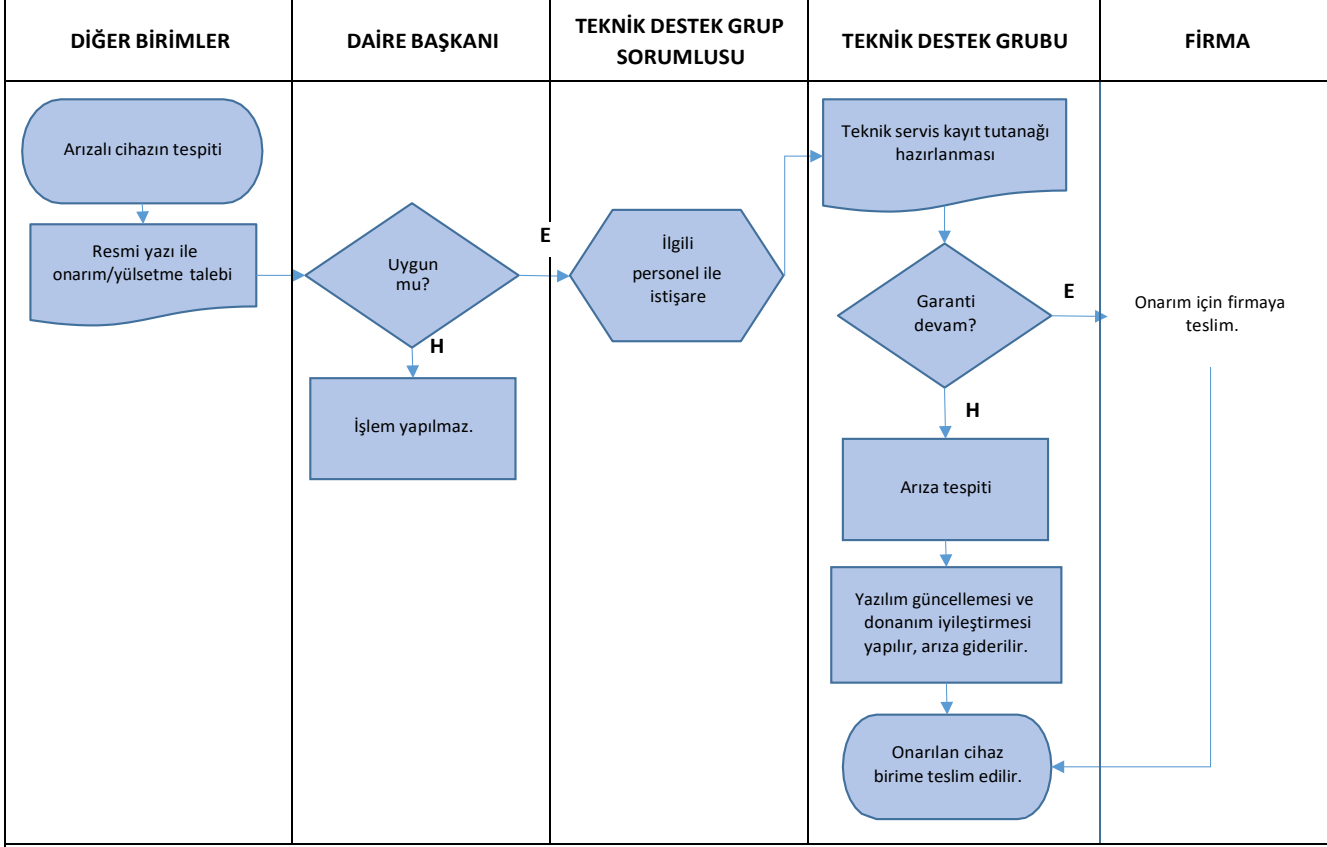 DİĞER BİRİMLER
DAİRE BAŞKANI
TEKNİK DESTEK GRUP
SORUMLUSU
TEKNİK DESTEK GRUBU
FİRMA
Arızalı cihazın tespiti
Resmi yazı ile
onarım/yülsetme talebi
Uygun
mu?
E
H
İşlem yapılmaz.
İlgili
personel ile
istişare
Teknik servis kayıt tutanağı
hazırlanması
Garanti
devam?
E
H
Onarım için firmaya
teslim.
Arıza tespiti
Yazılım güncellemesi ve
donanım iyileştirmesi
yapılır, arıza giderilir.
Onarılan cihaz
birime teslim edilir.